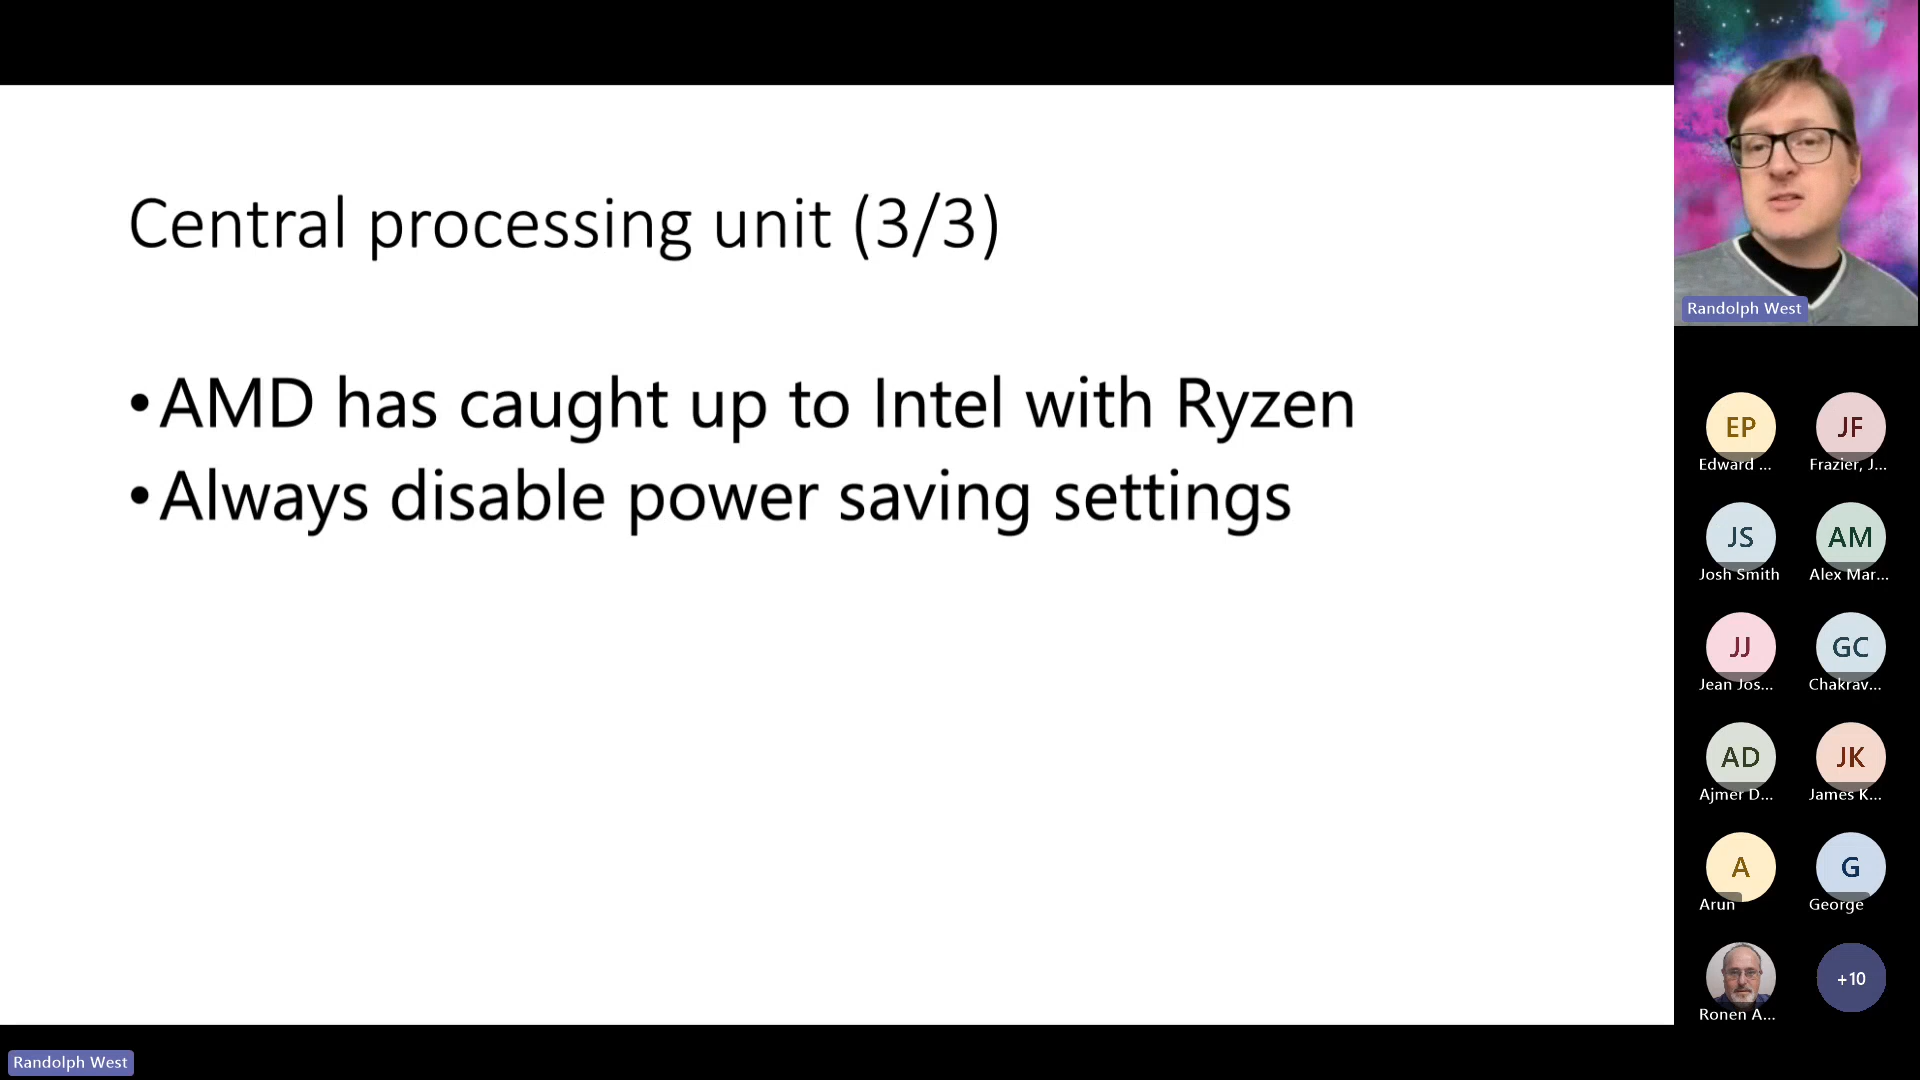 Central processing unit (3/3)
•AMD has caught up to Intel with Ryzen
•Always disable power saving settings
Randolph West
EP
Edward ...
JF
Frazier, J...
JS
Josh Smith
AM
Alex Mar...
JJ
Jean Jos...
GC
Chakrav...
AD
Ajmer D...
JK
James K...
A
Arun
G
George
Ronen A...
+10
Randolph West